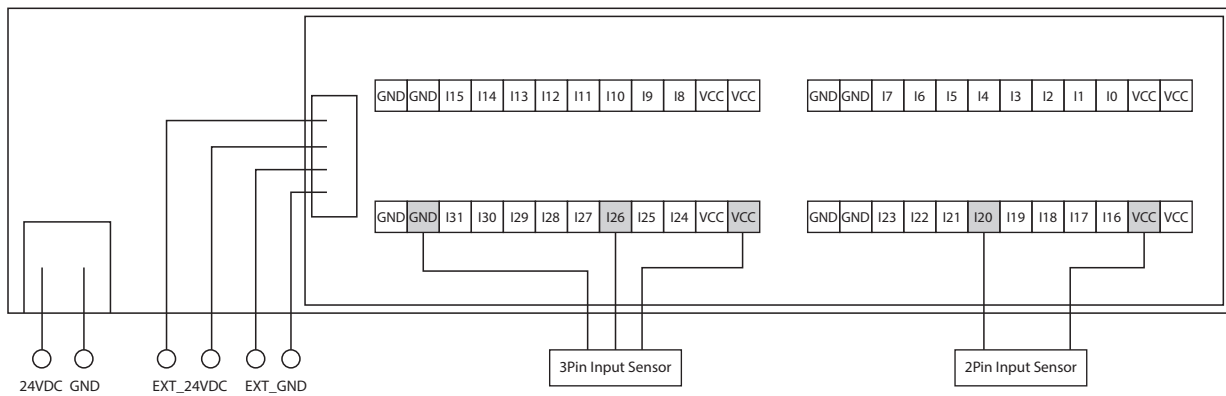 GND GND I15 I14 I13 I12 I11 I10 I9 I8 VCC VCC
GND GND I7 I6 I5 I4 I3 I2 I1 I0 VCC VCC
GND GND I31 I30 I29 I28 I27 I26 I25 I24 VCC VCC
GND GND I23 I22 I21 I20 I19 I18 I17 I16 VCC VCC
3Pin Input Sensor
2Pin Input Sensor
24VDC GND
EXT_24VDC
EXT_GND